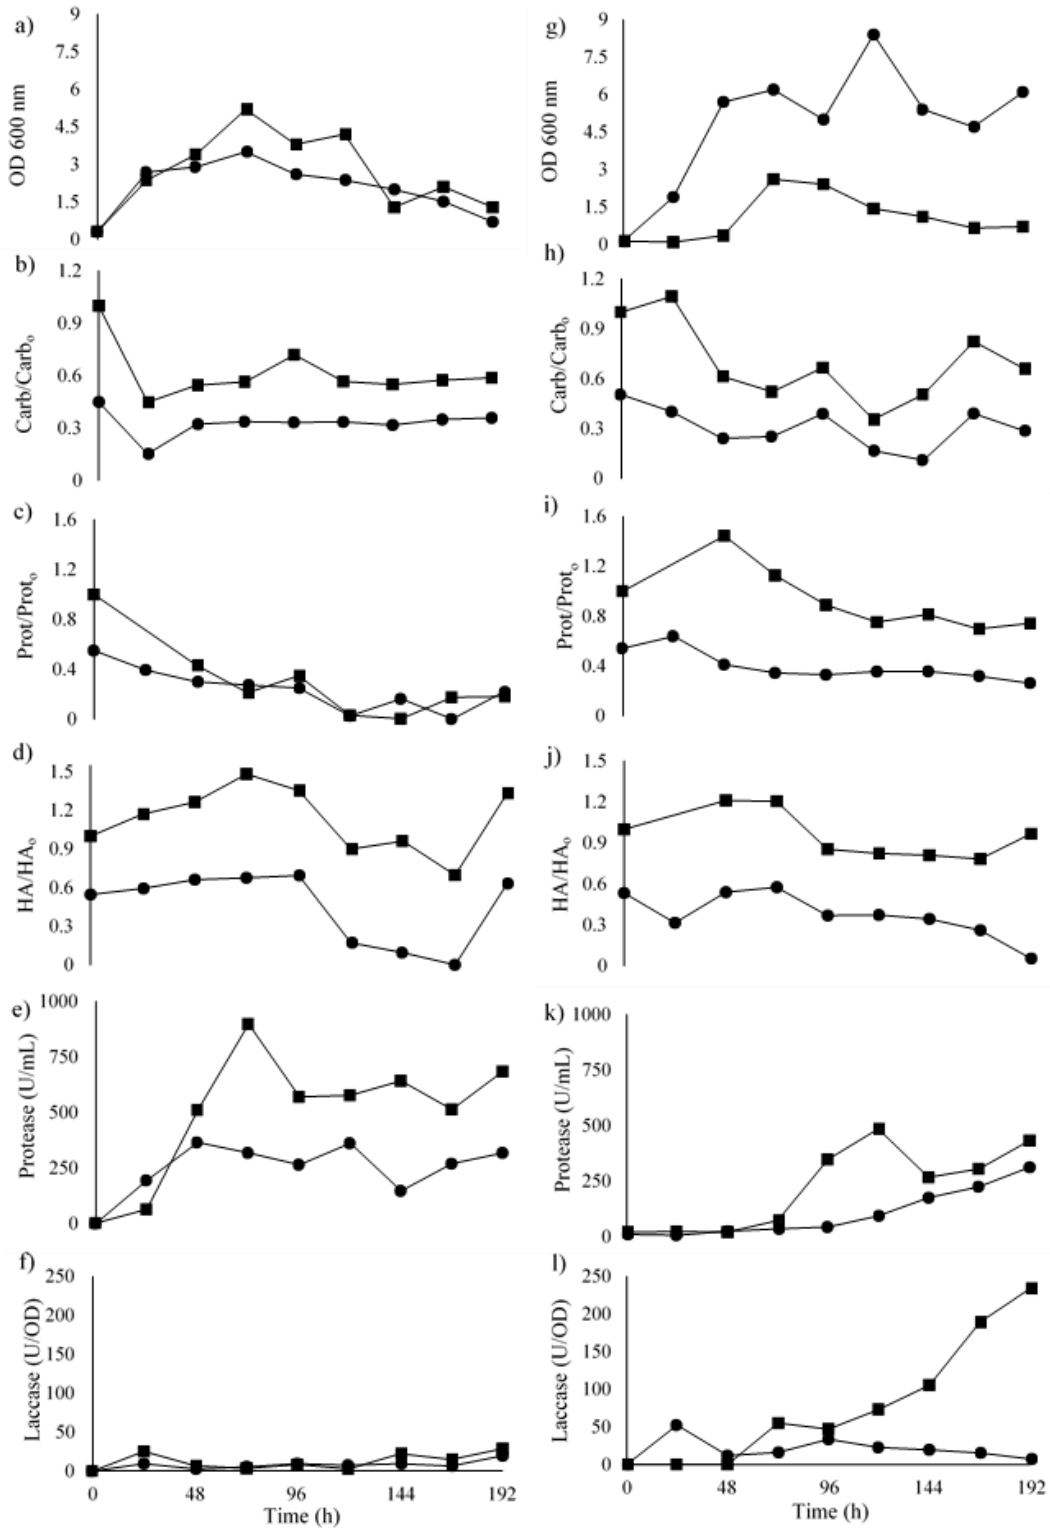 a)
9
7.5
6
4.5
3
1.5
0
OD 600 nm
b)
1.2
0.9
0.6
0.3
0
Carb/Carbo
c)
1.6
1.2
0.8
0.4
0
Prot/Proto
d)
1.5
1.2
0.9
0.6
0.3
0
HA/HAo
e)
1000
750
500
250
0
Protease (U/mL)
f)
250
200
150
100
50
0
Laccase (U/OD)
0 48 96 144 192
Time (h)
g)
9
7.5
6
4.5
3
1.5
0
OD 600 nm
h)
1.2
0.9
0.6
0.3
0
Carb/Carbo
i)
1.6
1.2
0.8
0.4
0
Prot/Proto
j)
1.5
1.2
0.9
0.6
0.3
0
HA/HAo
k)
1000
750
500
250
0
Protease (U/mL)
l)
250
200
150
100
50
0
Laccase (U/OD)
0 48 96 144 192
Time (h)